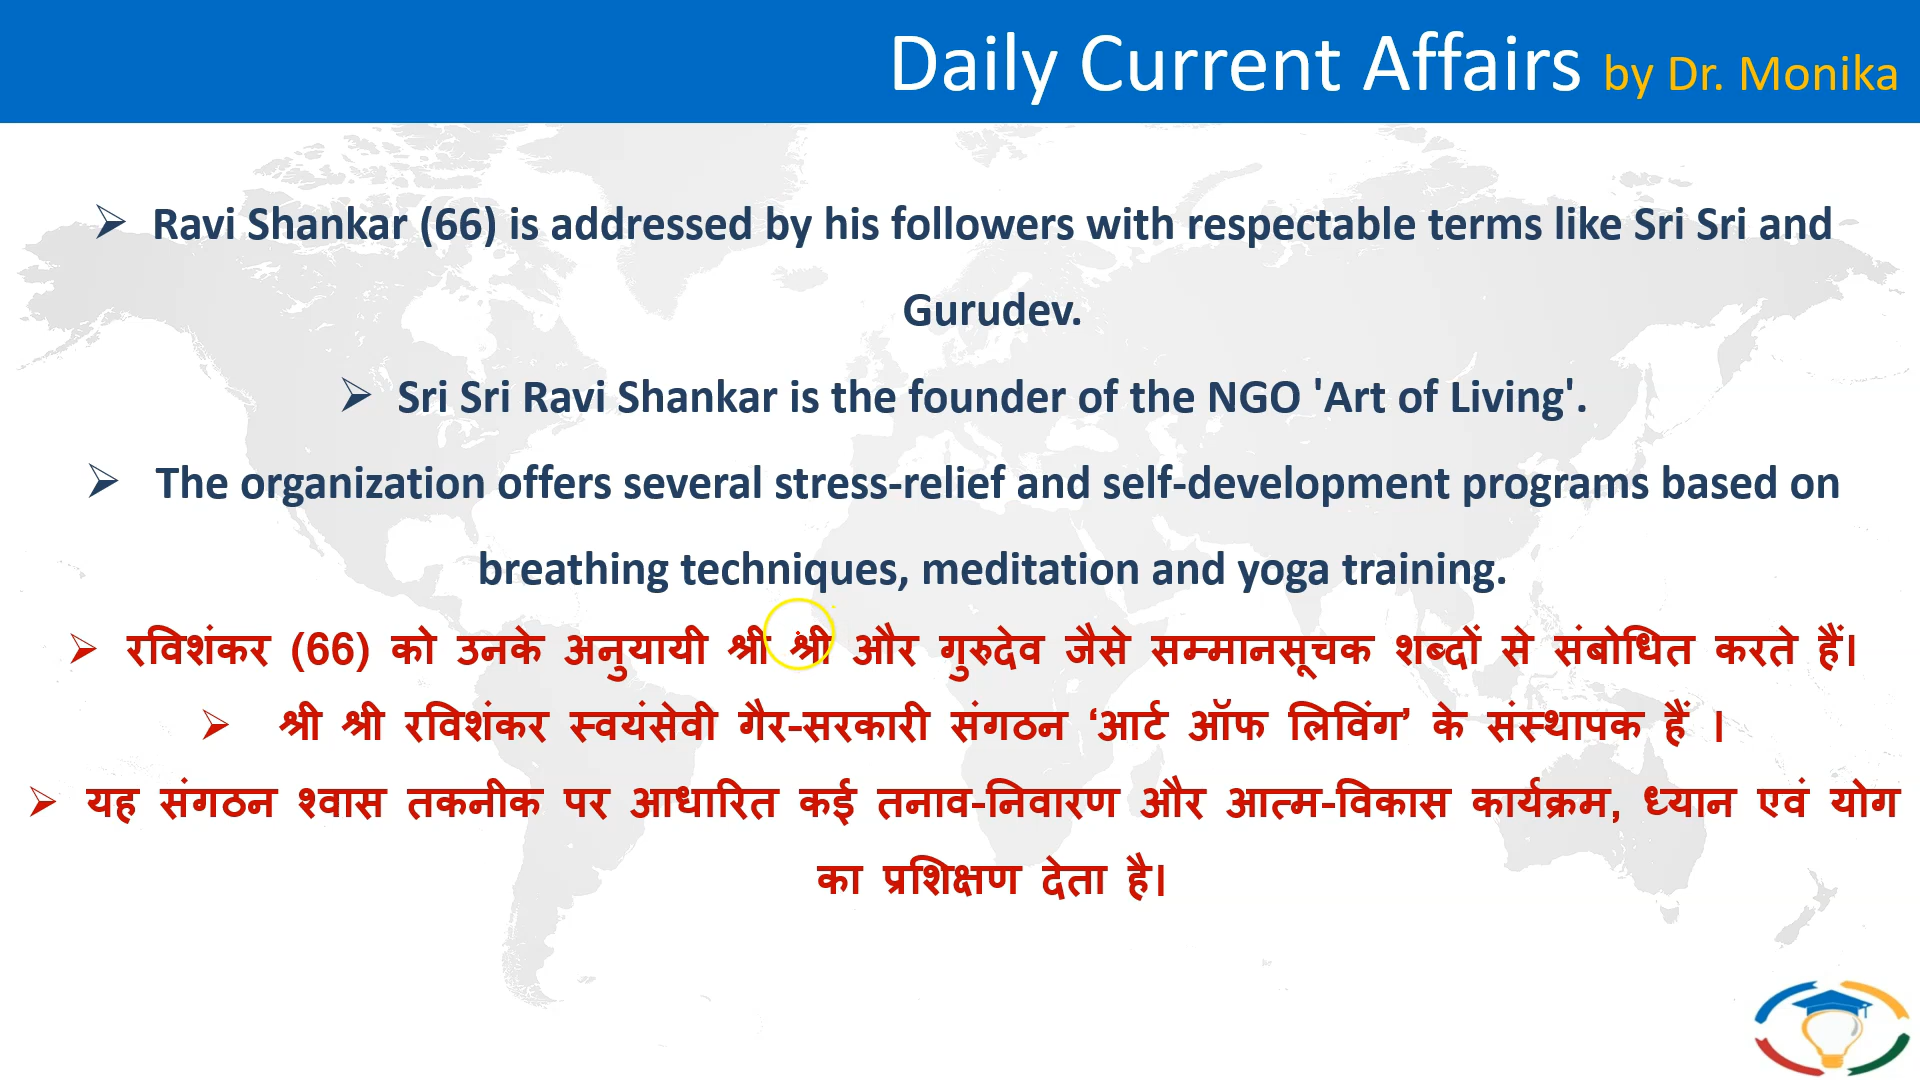 Daily Current Affairs by Dr. Monika
➢ Ravi Shankar (66) is addressed by his followers with respectable terms like Sri Sri and
Gurudev.
➢ Sri Sri Ravi Shankar is the founder of the NGO 'Art of Living'.
➢ The organization offers several stress-relief and self-development programs based on
breathing techniques, meditation and yoga training.
➢ रविशंकर (66) को उनके अनुयायी श्री श्री और गुरुदेव जैसे सम्मानसूचक शब्दों से संबोधित करते हैं।
➢ श्री श्री रविशंकर स्वयंसेवी गैर-सरकारी संगठन ‘आर्ट ऑफ लिविंग’ के संस्थापक हैं ।
➢ यह संगठन श्वास तकनीक पर आधारित कई तनाव-निवारण और आत्म-विकास कार्यक्रम, ध्यान एवं योग
का प्रशिक्षण देता है।